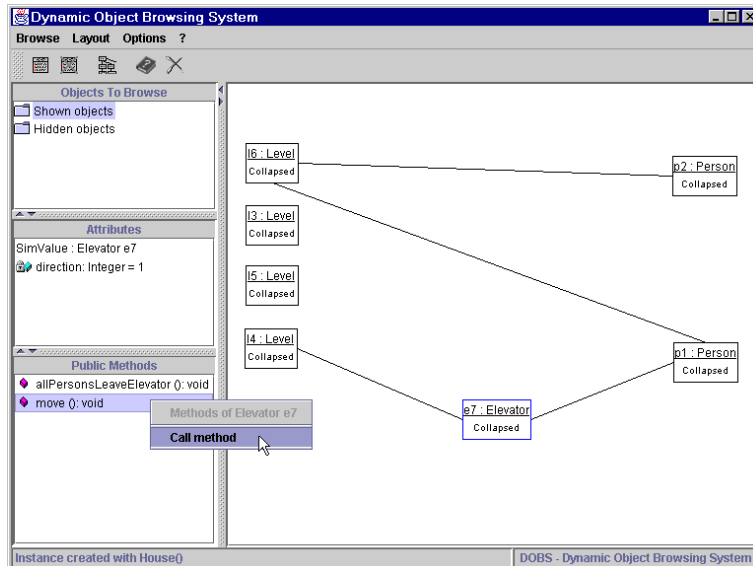 Dynamic Object Browsing System
Browse Layout Options ?
Objects To Browse
Shown objects
Hidden objects
Attributes
SimValue : Elevator e7
direction: Integer = 1
Public Methods
allPersonsLeaveElevator (): void
move (): void
Methods of Elevator e7
Call method
l6 : Level
Collapsed
p2 : Person
Collapsed
l3 : Level
Collapsed
l5 : Level
Collapsed
l4 : Level
Collapsed
p1 : Person
Collapsed
e7 : Elevator
Collapsed
Instance created with House()
DOBS - Dynamic Object Browsing System